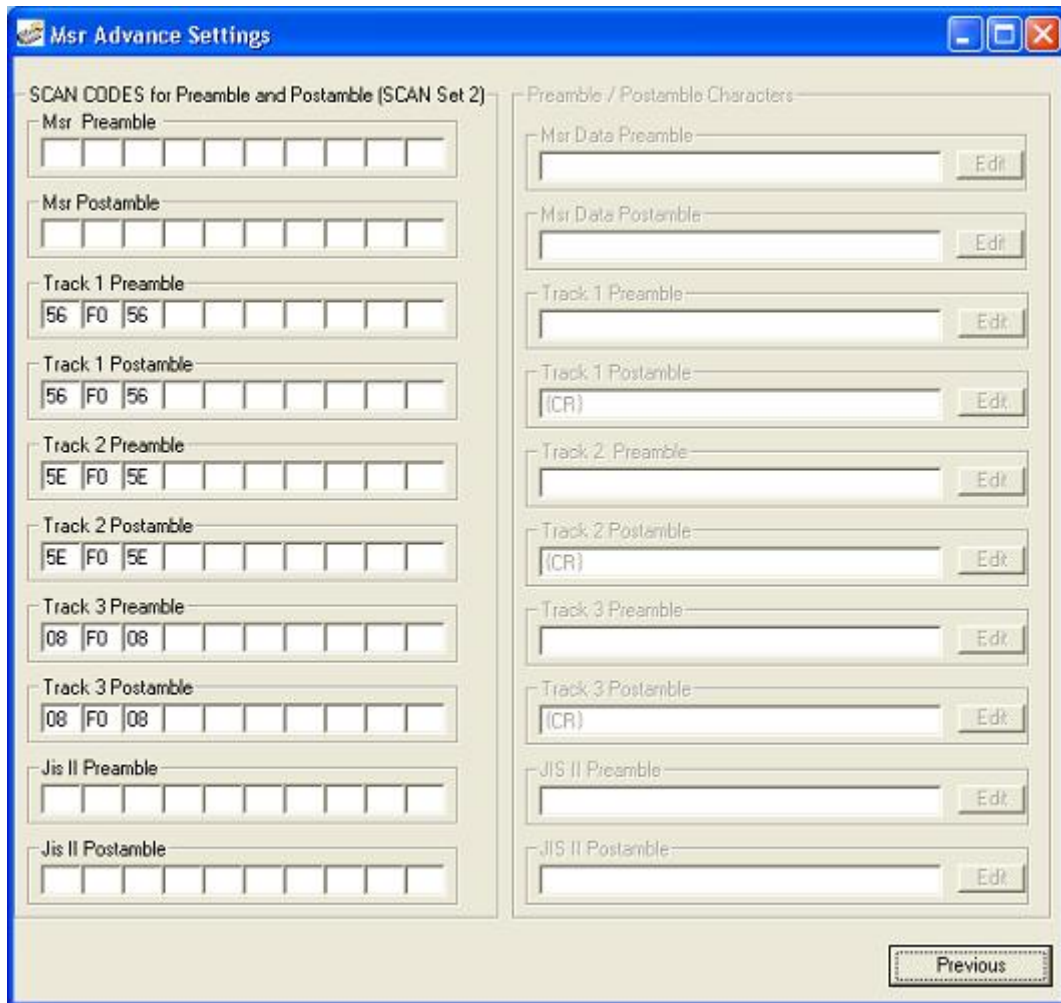 Msr Advance Settings
SCAN CODES for Preamble and Postamble (SCAN Set 2)
Msr Preamble
Msr Postamble
Track 1 Preamble
56 F0 56
Track 1 Postamble
56 F0 56
Track 2 Preamble
5E F0 5E
Track 2 Postamble
5E F0 5E
Track 3 Preamble
08 F0 08
Track 3 Postamble
08 F0 08
Jis II Preamble
Jis II Postamble
Preamble / Postamble Characters
Msr Data Preamble
Edit
Msr Data Postamble
Edit
Track 1 Preamble
Edit
Track 1 Postamble
{CR} Edit
Track 2 Preamble
Edit
Track 2 Postamble
{CR} Edit
Track 3 Preamble
Edit
Track 3 Postamble
{CR} Edit
JIS II Preamble
Edit
JIS II Postamble
Edit
Previous